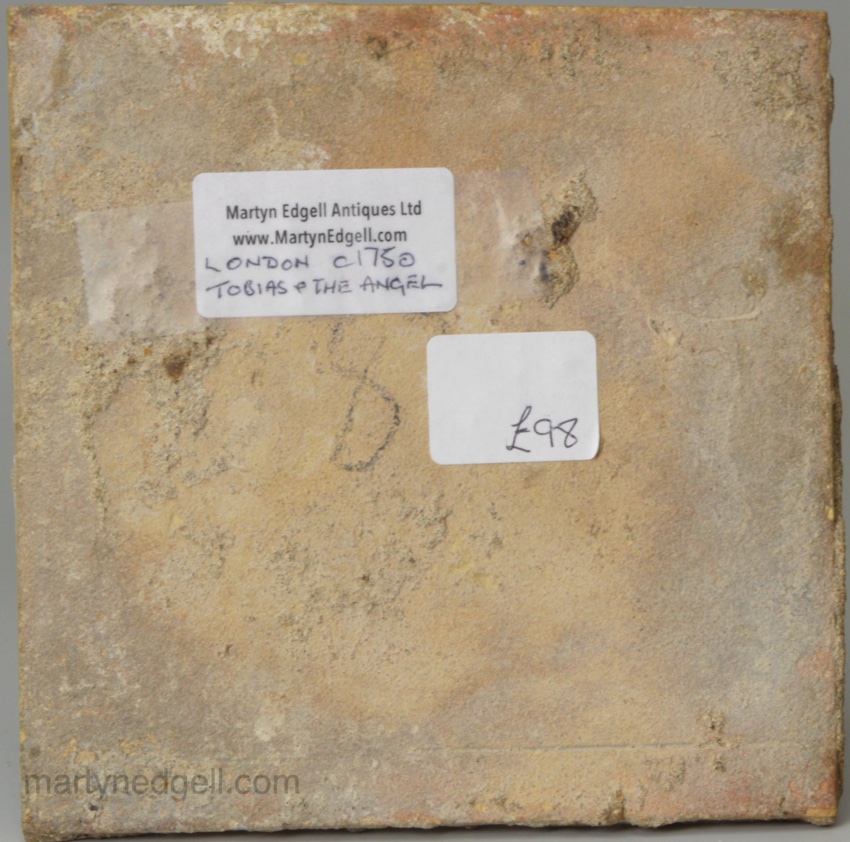 Martyn Edgell Antiques Ltd
www.MartynEdgell.com
LONDON C1750
TOBIAS & THE ANGEL
£98
martynedgell.com